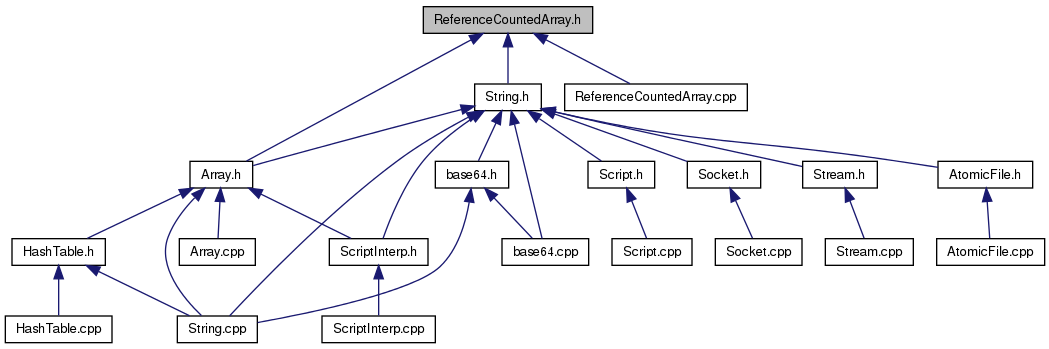 ReferenceCountedArray.h
String.h
ReferenceCountedArray.cpp
Array.h
base64.h
Script.h
Socket.h
Stream.h
AtomicFile.h
HashTable.h
Array.cpp
ScriptInterp.h
base64.cpp
Script.cpp
Socket.cpp
Stream.cpp
AtomicFile.cpp
HashTable.cpp
String.cpp
ScriptInterp.cpp